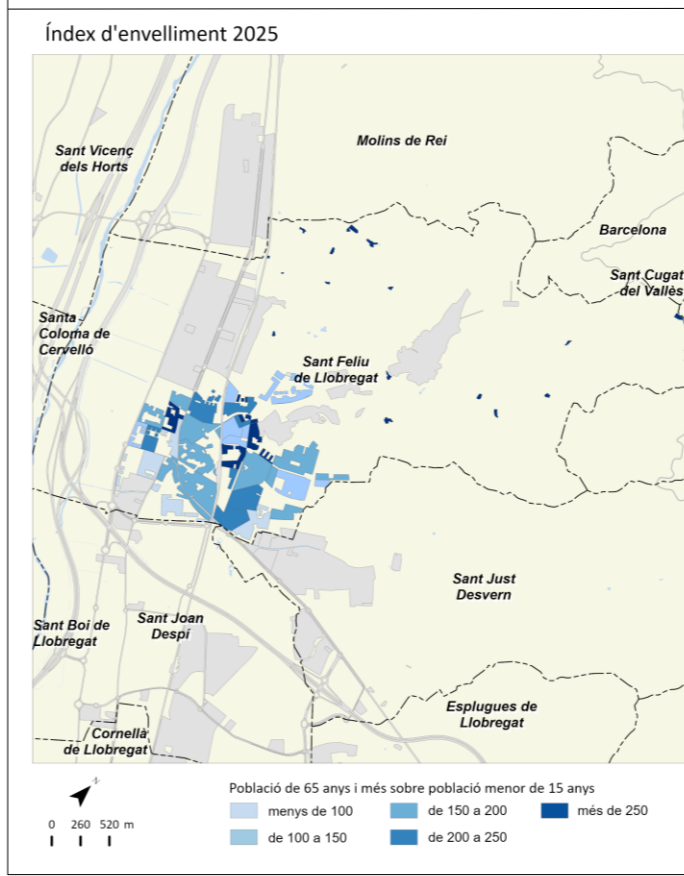 Índex d'envelliment 2025
Molins de Rei
Sant Vicenç
dels Horts
Barcelona
Sant Cugat
del Vallès
Santa
Coloma de
Cervelló
Sant Feliu
de Llobregat
Sant Just
Desvern
Sant Boi de
Llobregat
Sant Joan
Despí
Esplugues de
Llobregat
Cornellà
de Llobregat
N
0 260 520 m
Població de 65 anys i més sobre població menor de 15 anys
menys de 100
de 150 a 200
més de 250
de 100 a 150
de 200 a 250